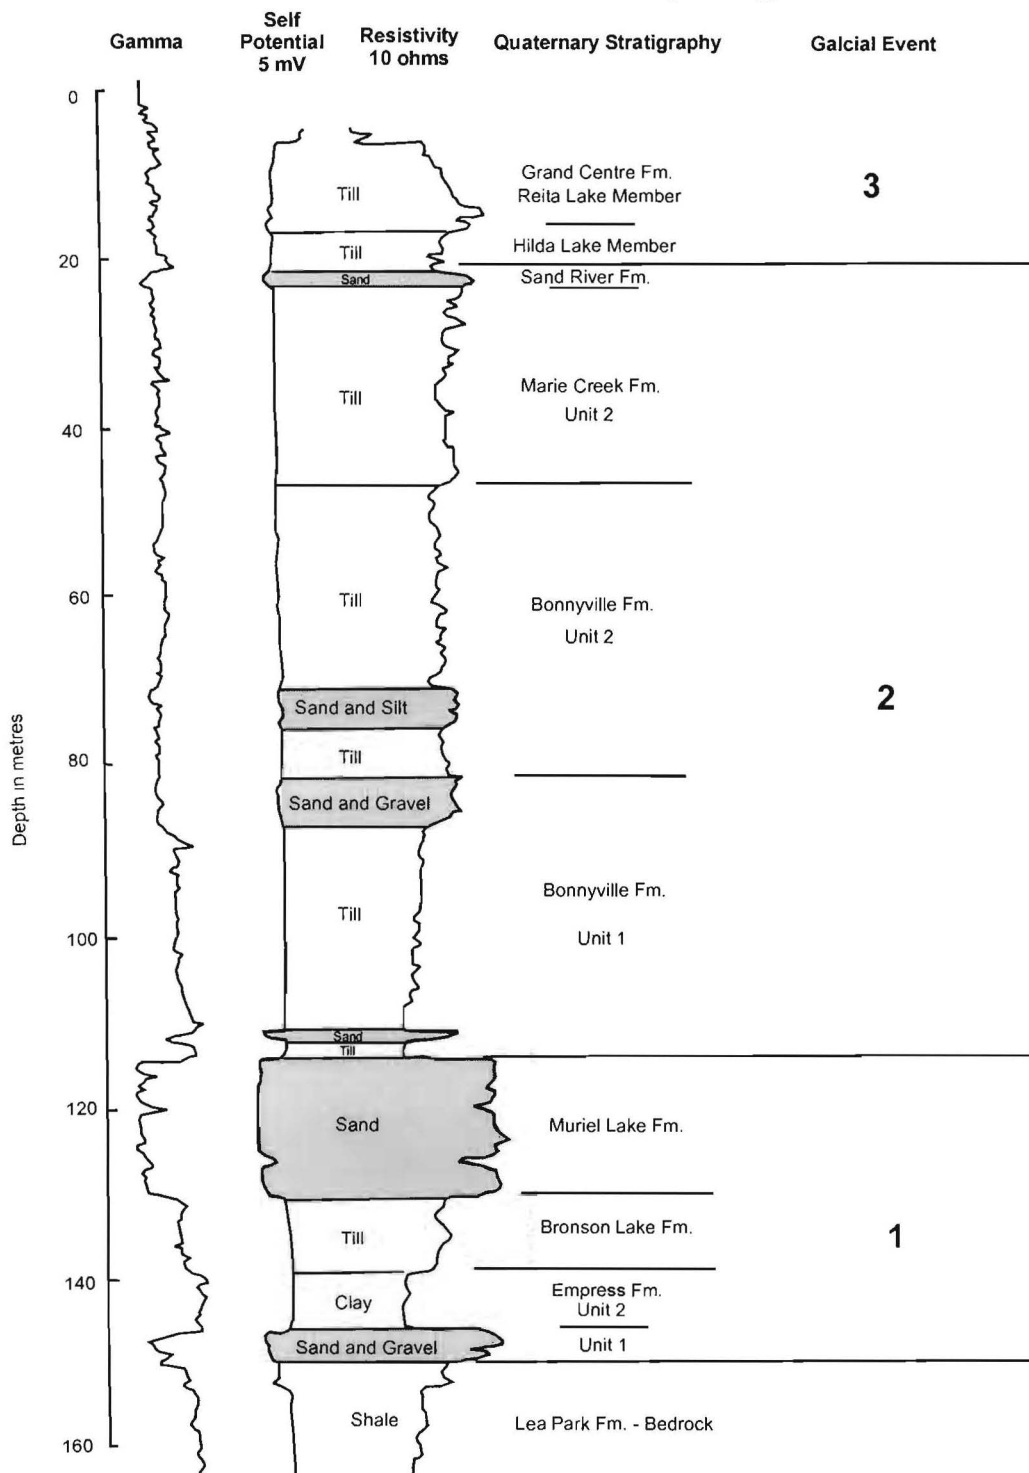 Gamma
Self
Potential
5 mV
Resistivity
10 ohms
Quaternary Stratigraphy
Galcial Event
Depth in metres
0
20
40
60
80
100
120
140
160
Till
Till
Sand
Till
Till
Sand and Silt
Till
Sand and Gravel
Till
Sand
Till
Sand
Till
Clay
Sand and Gravel
Shale
Grand Centre Fm.
Reita Lake Member
Hilda Lake Member
Sand River Fm.
Marie Creek Fm.
Unit 2
Bonnyville Fm.
Unit 2
Bonnyville Fm.
Unit 1
Muriel Lake Fm.
Bronson Lake Fm.
Empress Fm.
Unit 2
Unit 1
Lea Park Fm. - Bedrock
3
2
1